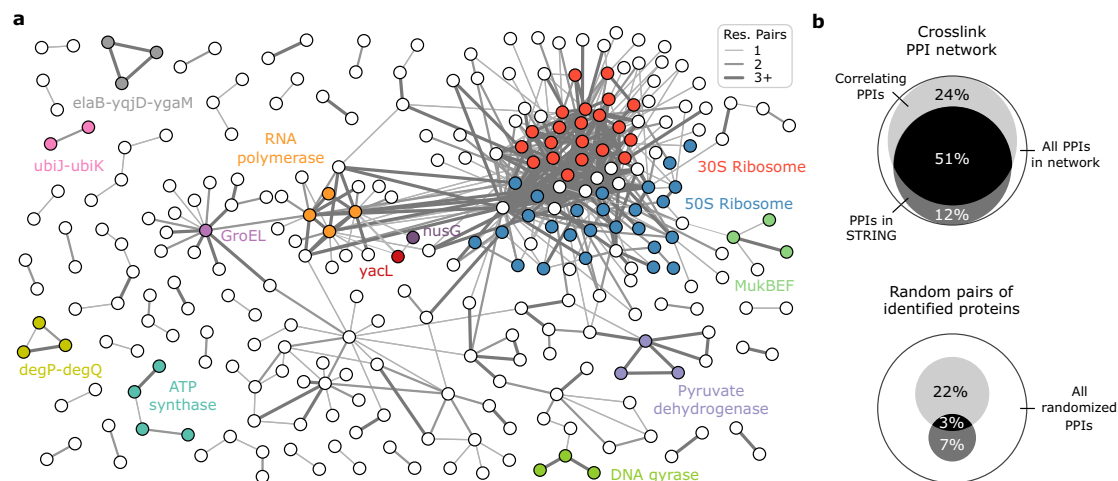 a
Res. Pairs
1
2
3+
elaB-yqjD-ygaM
ubiJ-ubiK
RNA
polymerase
30S Ribosome
50S Ribosome
GroEL
nusG
yacL
MukBEF
degP-degQ
ATP
synthase
Pyruvate
dehydrogenase
DNA gyrase
b
Crosslink
PPI network
Correlating
PPIs
24%
51%
All PPIs
in network
PPIs in
STRING
12%
Random pairs of
identified proteins
22%
3%
7%
All
randomized
PPIs